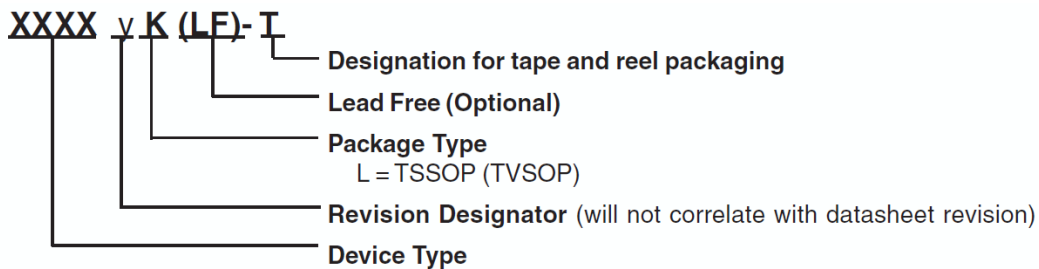 XXXX y K (LF)- T
Designation for tape and reel packaging
Lead Free (Optional)
Package Type
L = TSSOP (TVSOP)
Revision Designator (will not correlate with datasheet revision)
Device Type